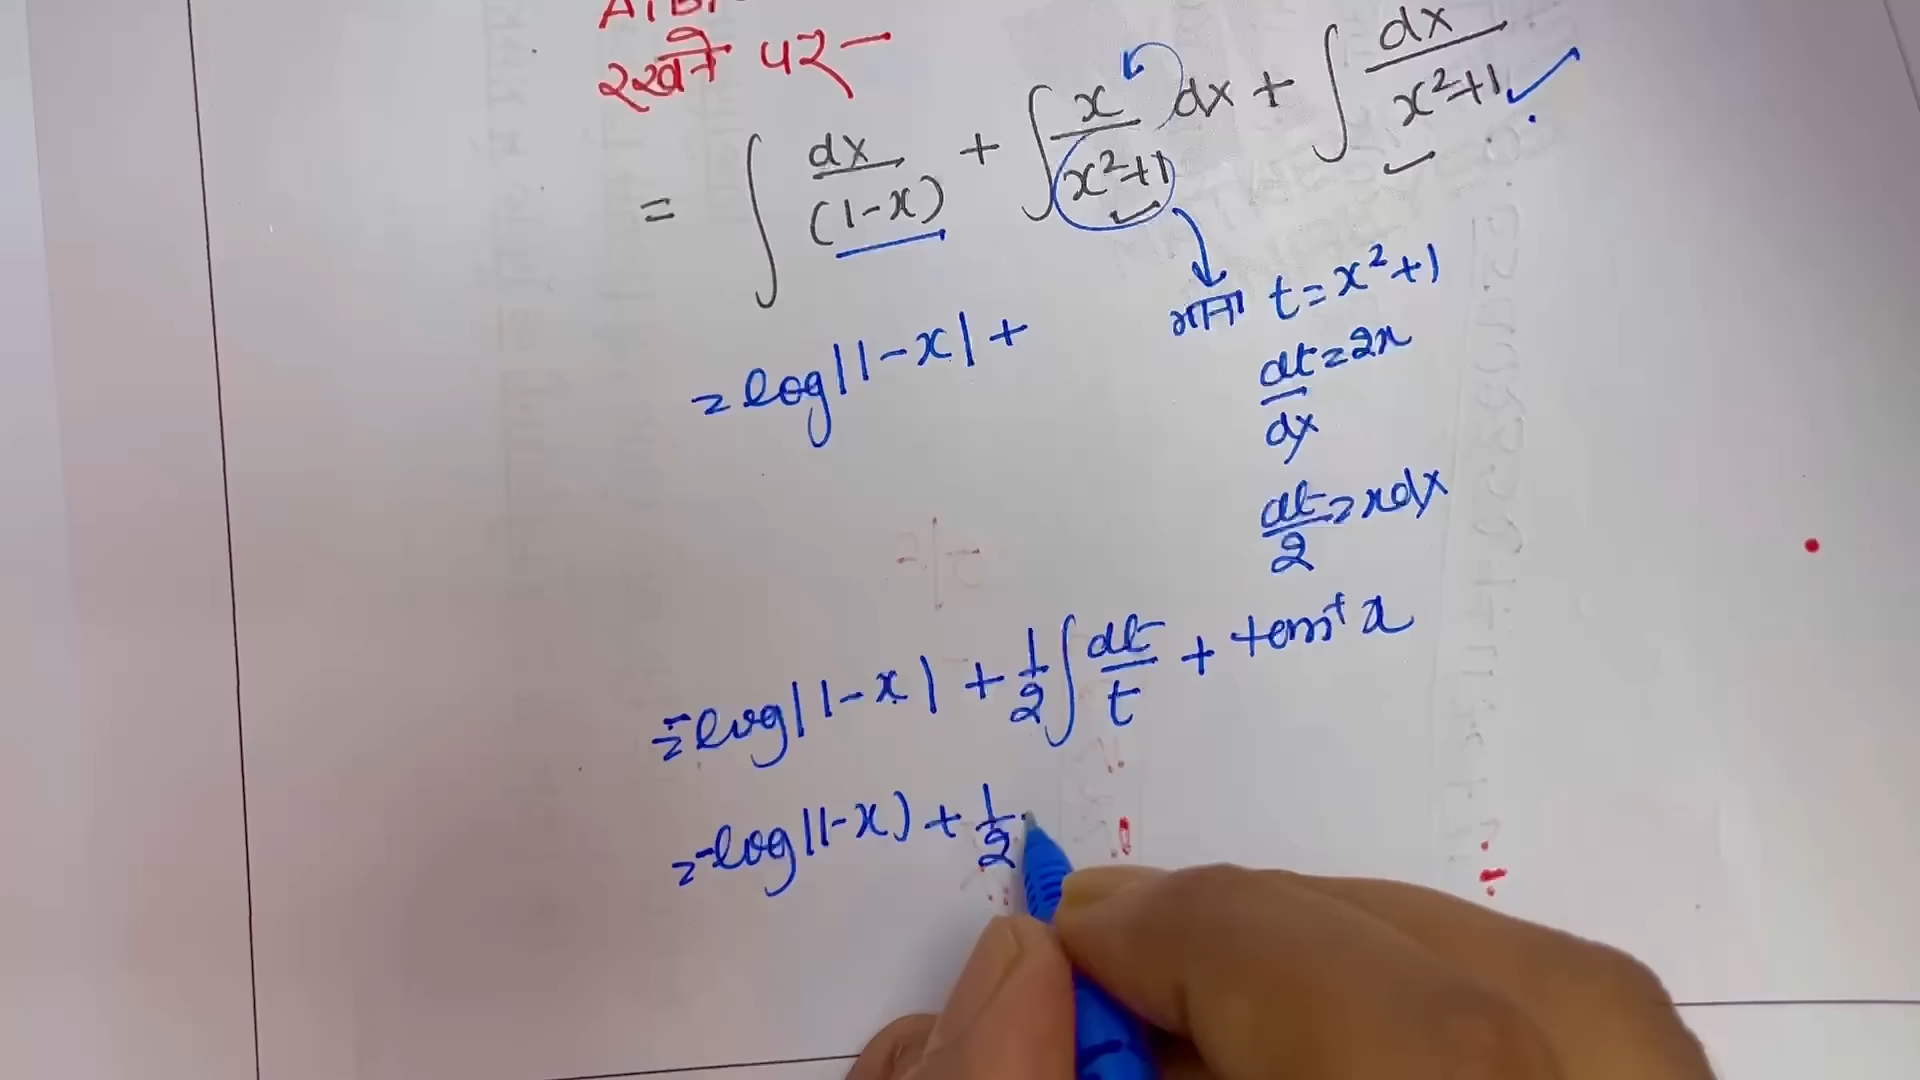 रखने पर—
= ∫ dx/(1-x) + ∫ x/(x²+1) dx + ∫ dx/(x²+1)
माना t = x²+1
= log|1-x| +
dt/dx = 2x
dt/2 = xdx
= -log|1-x| + 1/2 ∫ dt/t + tan⁻¹ x
= -log|1-x) + 1/2